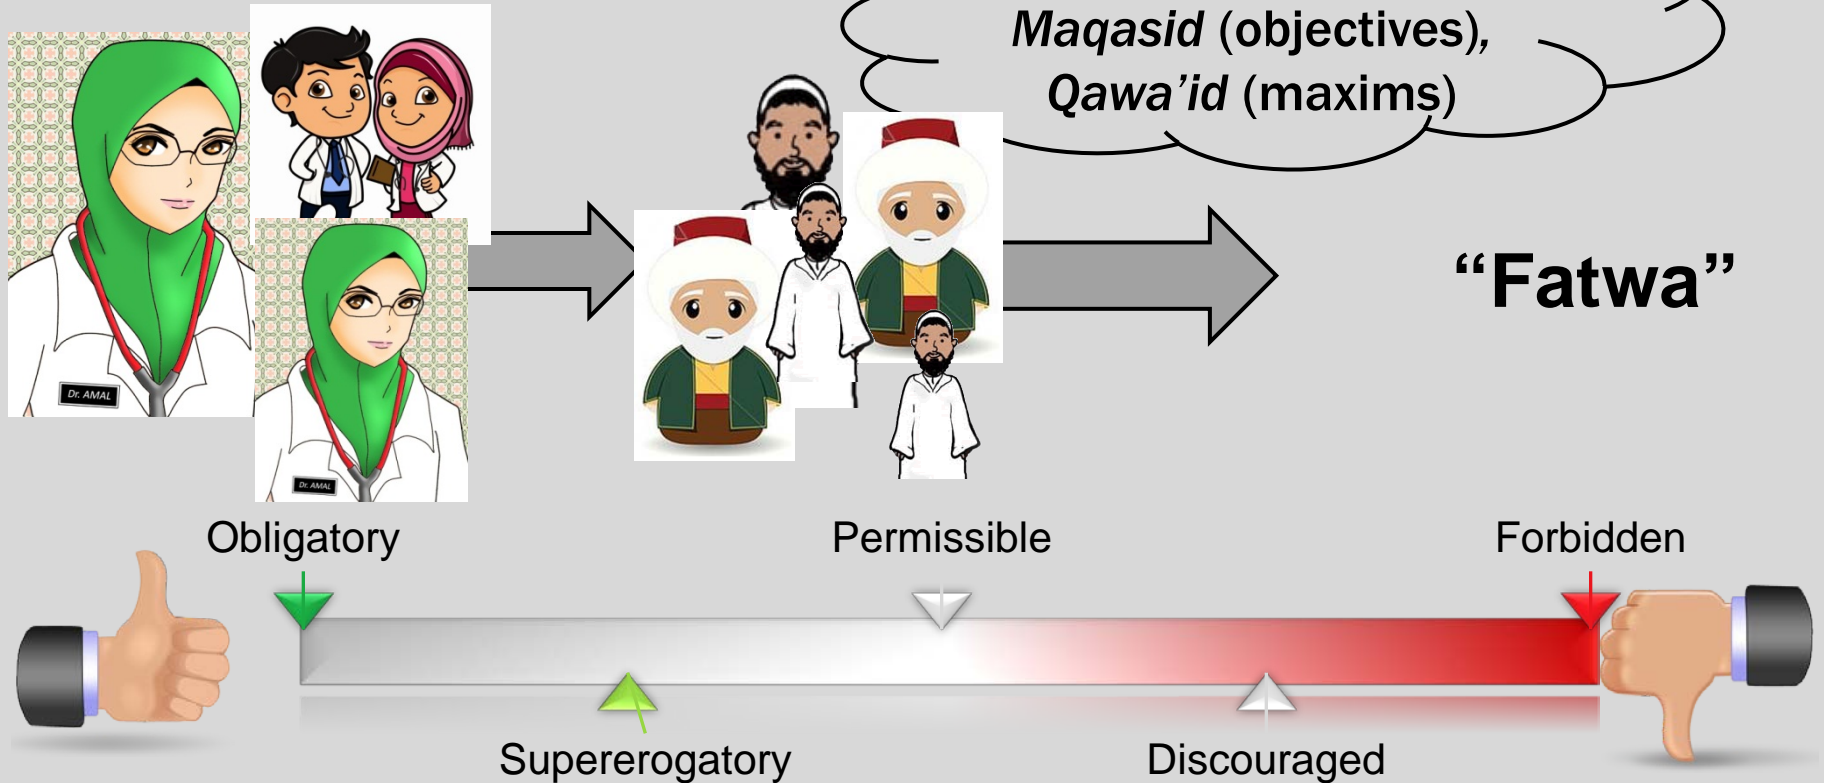 Maqasid (objectives),
Qawa’id (maxims)
“Fatwa”
Dr. AMAL
Dr. AMAL
Obligatory
Permissible
Forbidden
Supererogatory
Discouraged